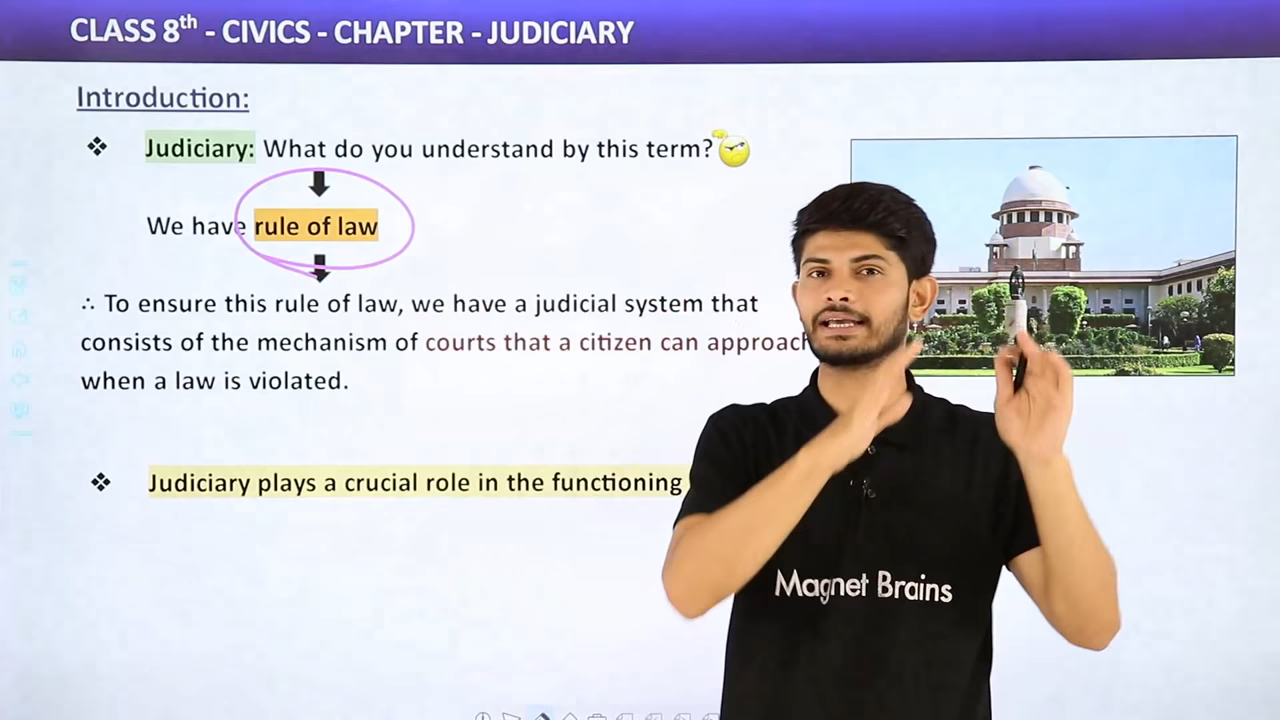 CLASS 8th - CIVICS - CHAPTER - JUDICIARY
Introduction:
❖ Judiciary: What do you understand by this term?
We have rule of law
∴ To ensure this rule of law, we have a judicial system that
consists of the mechanism of courts that a citizen can approach
when a law is violated.
❖ Judiciary plays a crucial role in the functioning
Magnet Brains